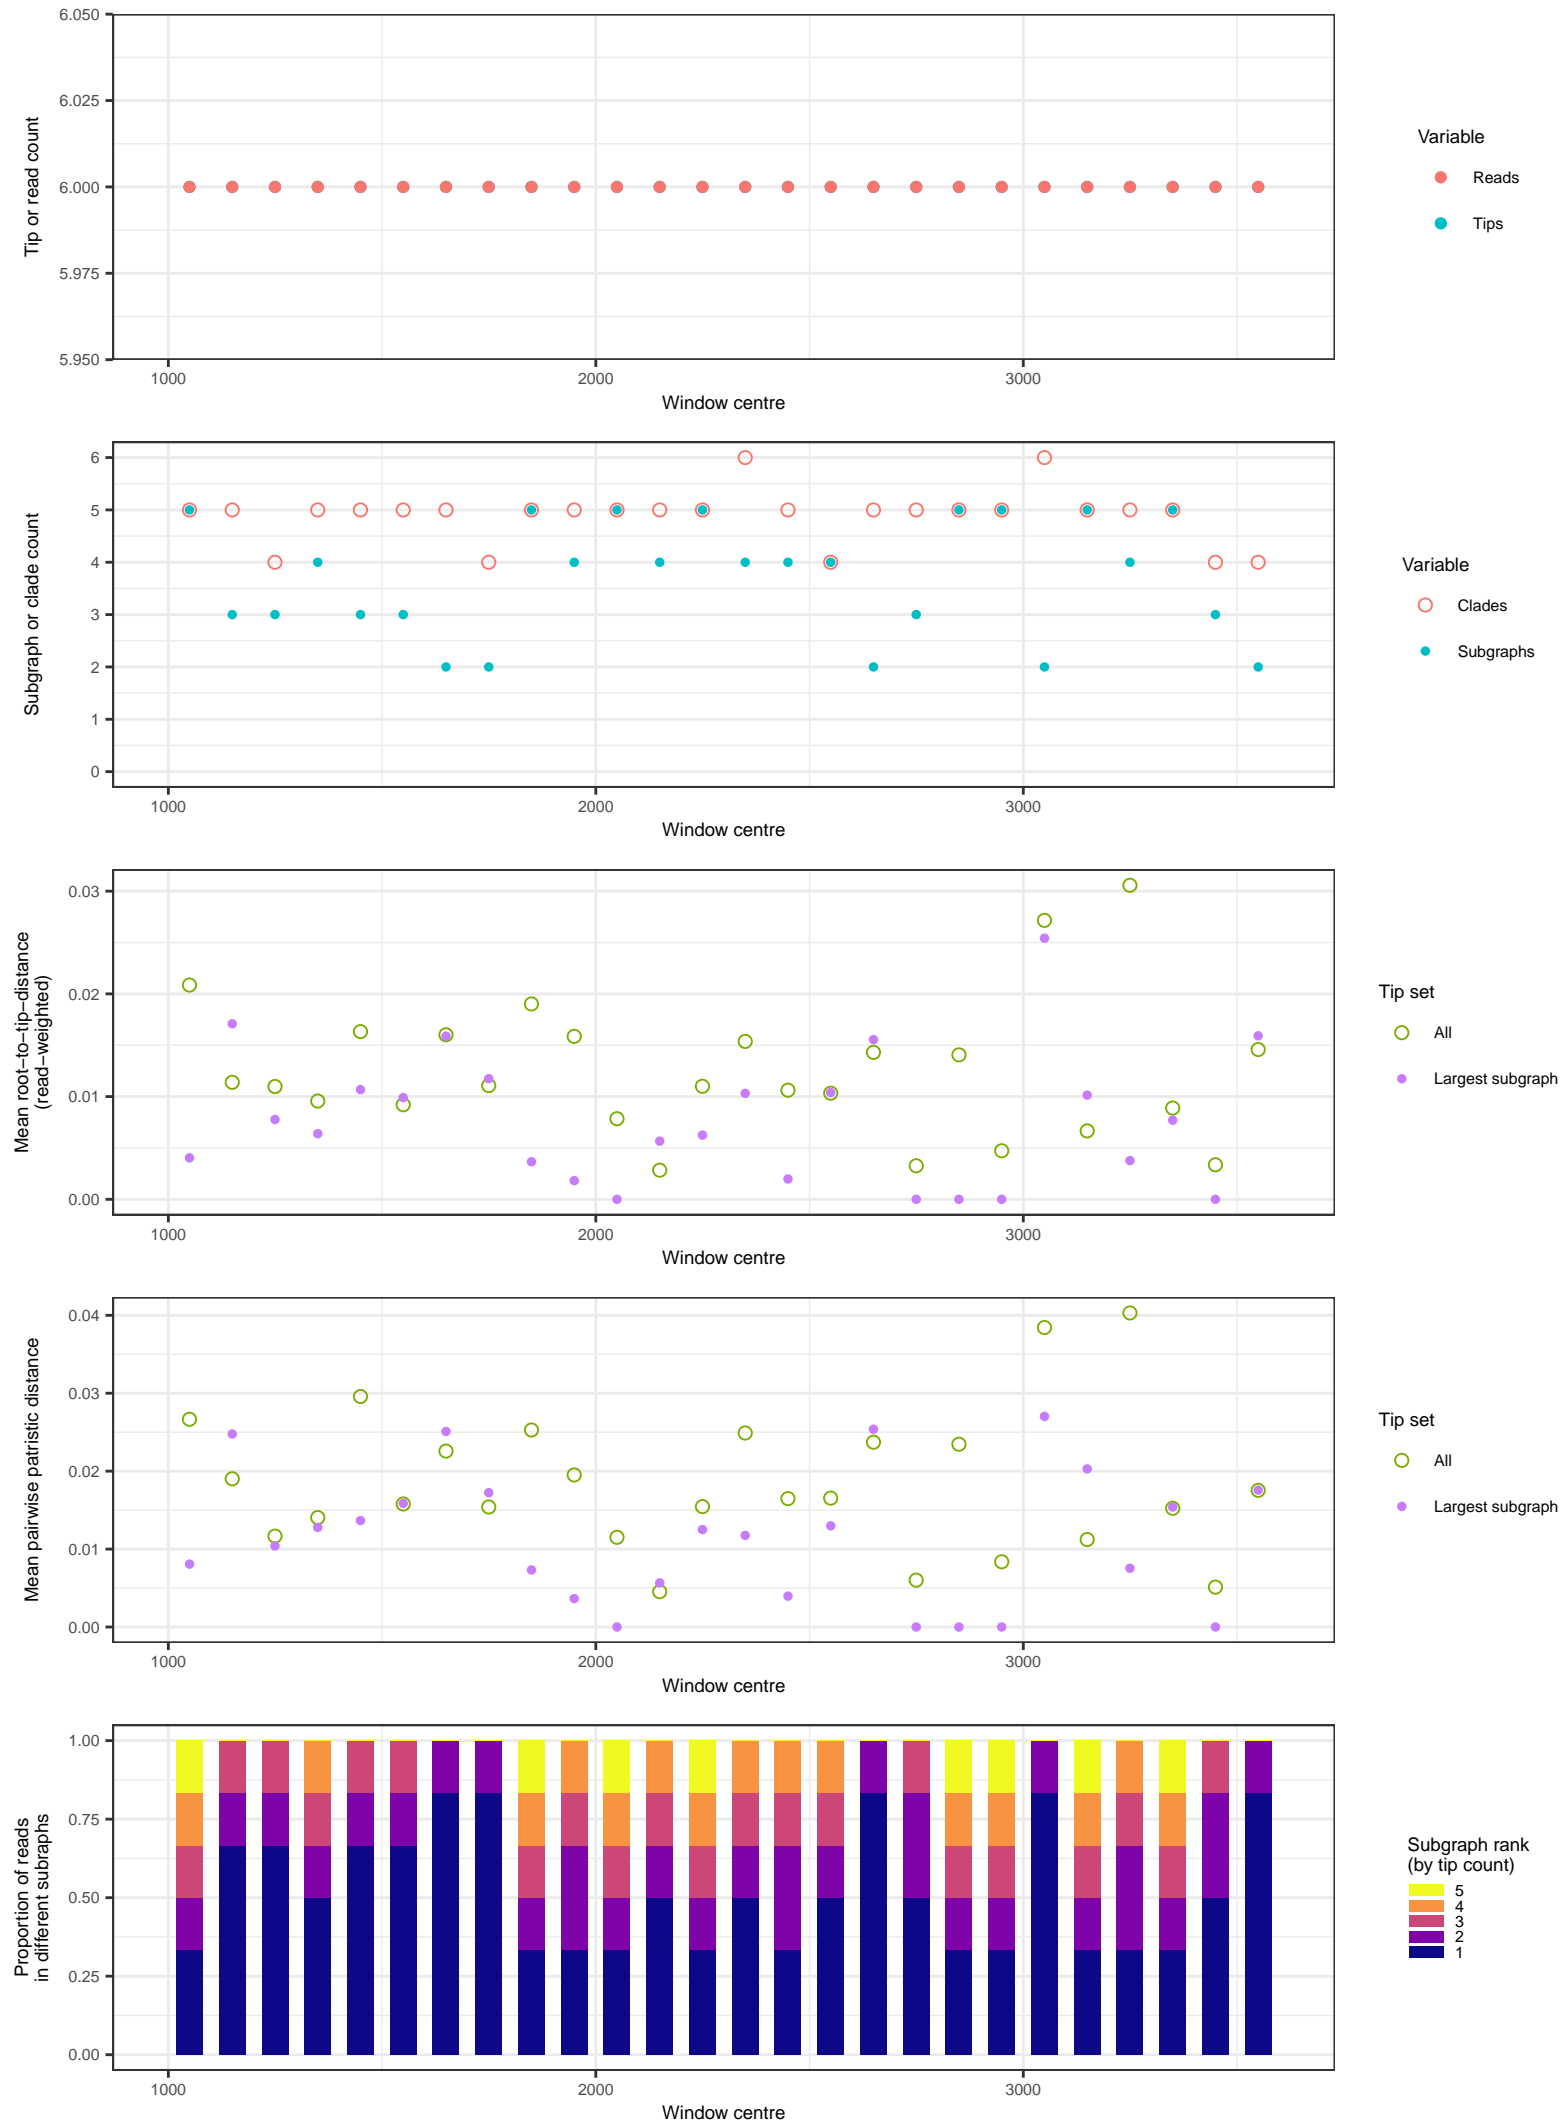 6.050
6.025
6.000
5.975
5.950
Tip or read count
1000 2000 3000
Window centre
Variable
Reads
Tips
6
5
4
3
2
1
0
Subgraph or clade count
1000 2000 3000
Window centre
Variable
Clades
Subgraphs
0.03
0.02
0.01
0.00
Mean root−to−tip−distance
(read−weighted)
1000 2000 3000
Window centre
Tip set
All
Largest subgraph
0.04
0.03
0.02
0.01
0.00
Mean pairwise patristic distance
1000 2000 3000
Window centre
Tip set
All
Largest subgraph
1.00
0.75
0.50
0.25
0.00
Proportion of reads
in different subraphs
1000 2000 3000
Window centre
Subgraph rank
(by tip count)
5
4
3
2
1